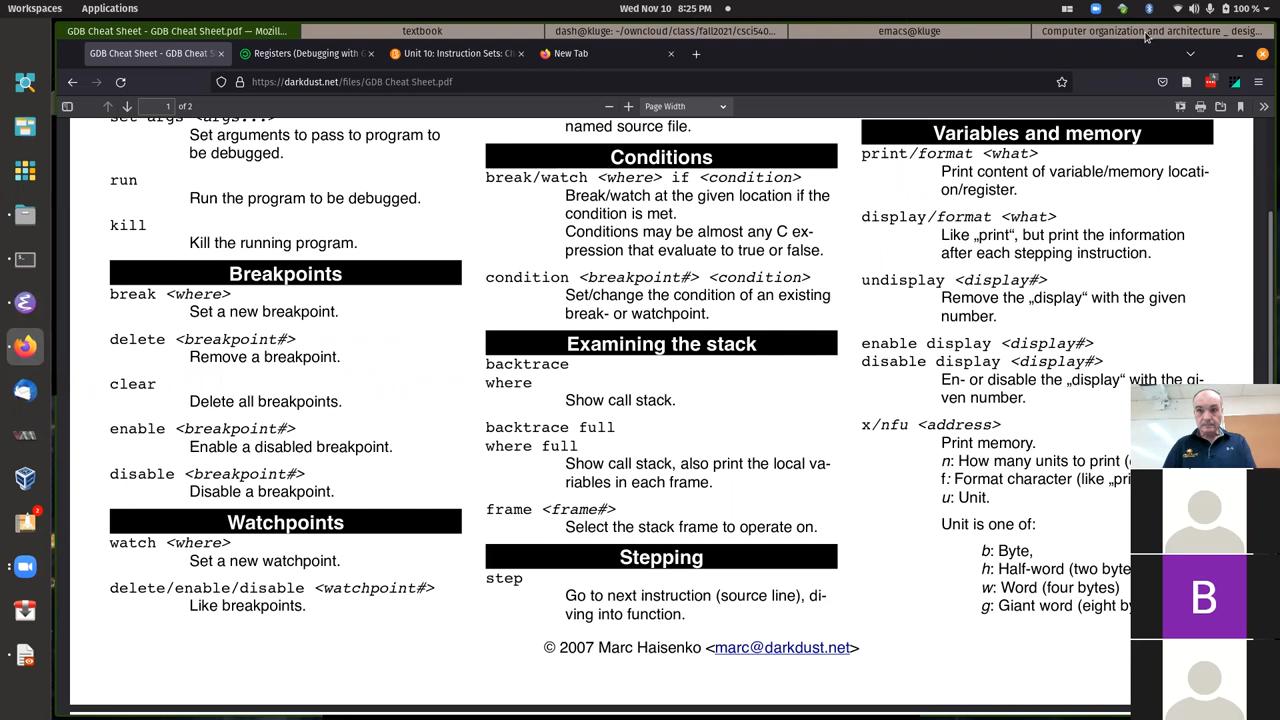 Workspaces Applications Wed Nov 10 8:25 PM 100 %
GDB Cheat Sheet - GDB Cheat Sheet.pdf — Mozill... textbook dash@kluge: ~/owncloud/class/fall2021/csci540... emacs@kluge Computer organization and architecture _ desig...
GDB Cheat Sheet - GDB Cheat S Registers (Debugging with G Unit 10: Instruction Sets: Ch New Tab
https://darkdust.net/files/GDB Cheat Sheet.pdf
1 of 2 Page Width
set args <args...>
Set arguments to pass to program to
be debugged.
run
Run the program to be debugged.
kill
Kill the running program.
Breakpoints
break <where>
Set a new breakpoint.
delete <breakpoint#>
Remove a breakpoint.
clear
Delete all breakpoints.
enable <breakpoint#>
Enable a disabled breakpoint.
disable <breakpoint#>
Disable a breakpoint.
Watchpoints
watch <where>
Set a new watchpoint.
delete/enable/disable <watchpoint#>
Like breakpoints.
named source file.
Conditions
break/watch <where> if <condition>
Break/watch at the given location if the
condition is met.
Conditions may be almost any C ex-
pression that evaluate to true or false.
condition <breakpoint#> <condition>
Set/change the condition of an existing
break- or watchpoint.
Examining the stack
backtrace
where
Show call stack.
backtrace full
where full
Show call stack, also print the local va-
riables in each frame.
frame <frame#>
Select the stack frame to operate on.
Stepping
step
Go to next instruction (source line), di-
ving into function.
Variables and memory
print/format <what>
Print content of variable/memory locati-
on/register.
display/format <what>
Like „print“, but print the information
after each stepping instruction.
undisplay <display#>
Remove the „display“ with the given
number.
enable display <display#>
disable display <display#>
En- or disable the „display“ with the gi-
ven number.
x/nfu <address>
Print memory.
n: How many units to print (
f: Format character (like „pri
u: Unit.
Unit is one of:
b: Byte,
h: Half-word (two byte
w: Word (four bytes)
g: Giant word (eight by
© 2007 Marc Haisenko <marc@darkdust.net>
B
2